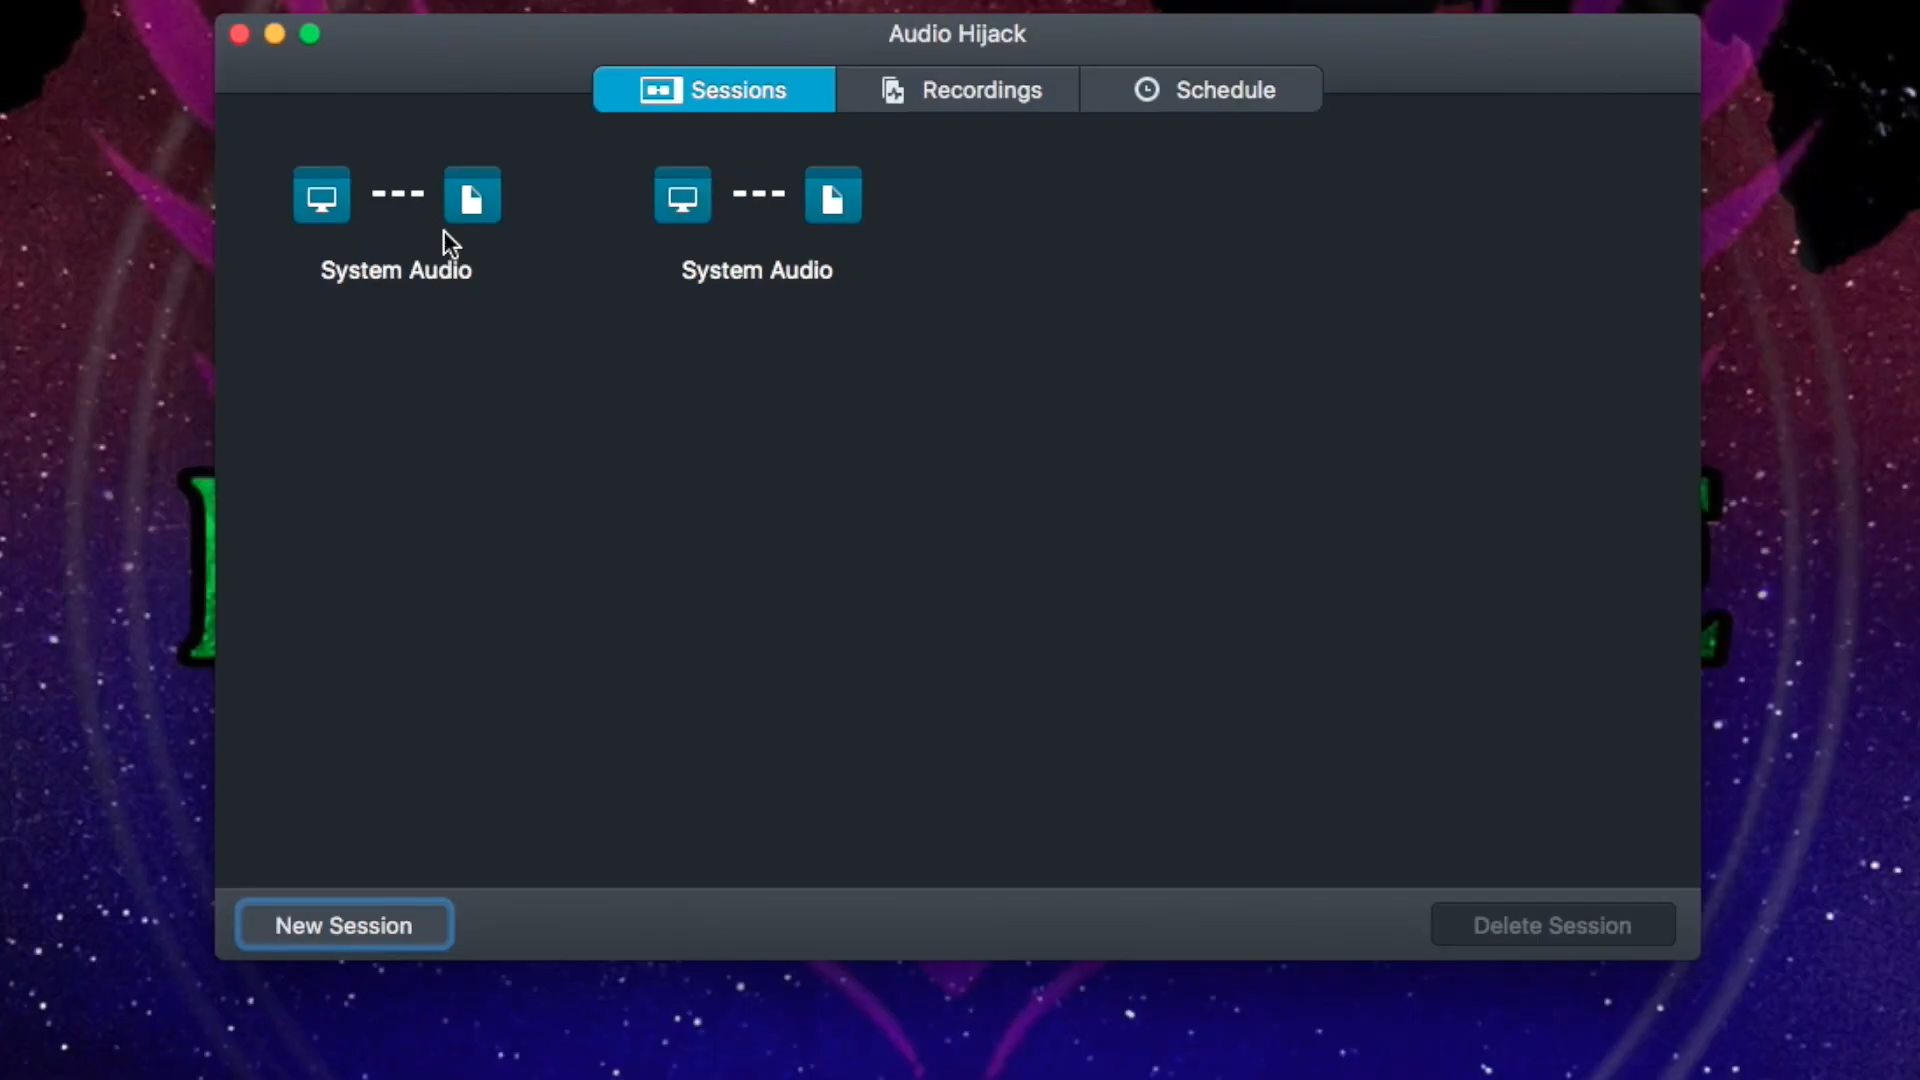 Audio Hijack
Sessions
Recordings
Schedule
System Audio
System Audio
New Session
Delete Session